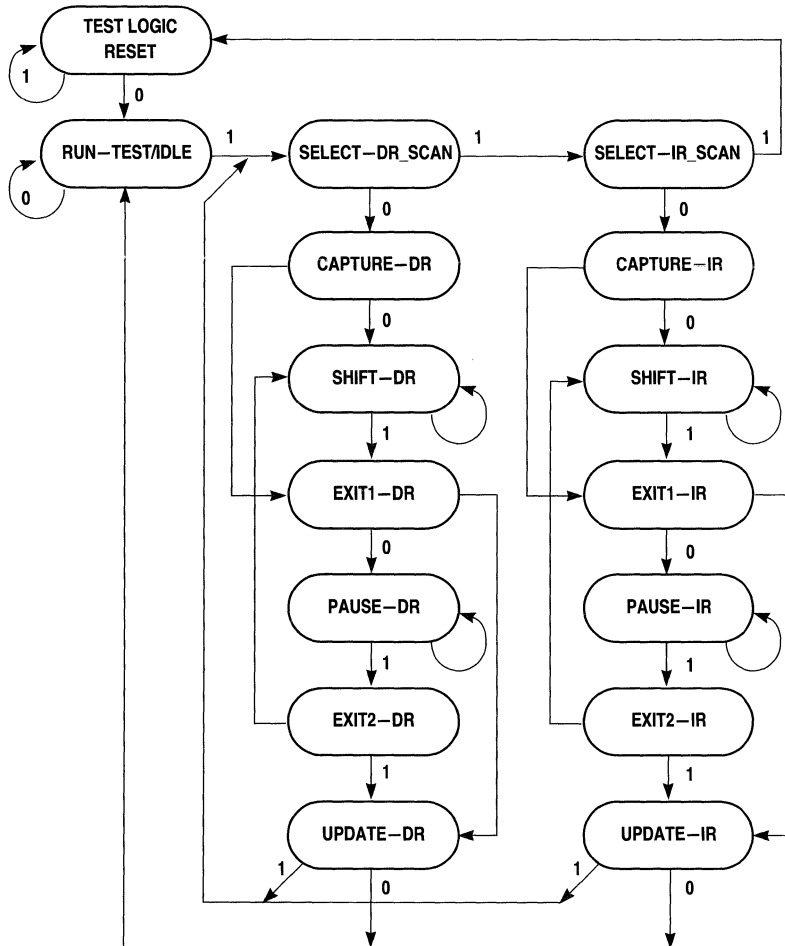 TEST LOGIC
RESET
1
0
RUN–TEST/IDLE
1
SELECT–DR_SCAN
1
SELECT–IR_SCAN
1
0
0
0
CAPTURE–DR
CAPTURE–IR
0
0
SHIFT–DR
SHIFT–IR
1
1
EXIT1–DR
EXIT1–IR
0
0
PAUSE–DR
PAUSE–IR
1
1
EXIT2–DR
EXIT2–IR
1
1
UPDATE–DR
UPDATE–IR
1
0
1
0